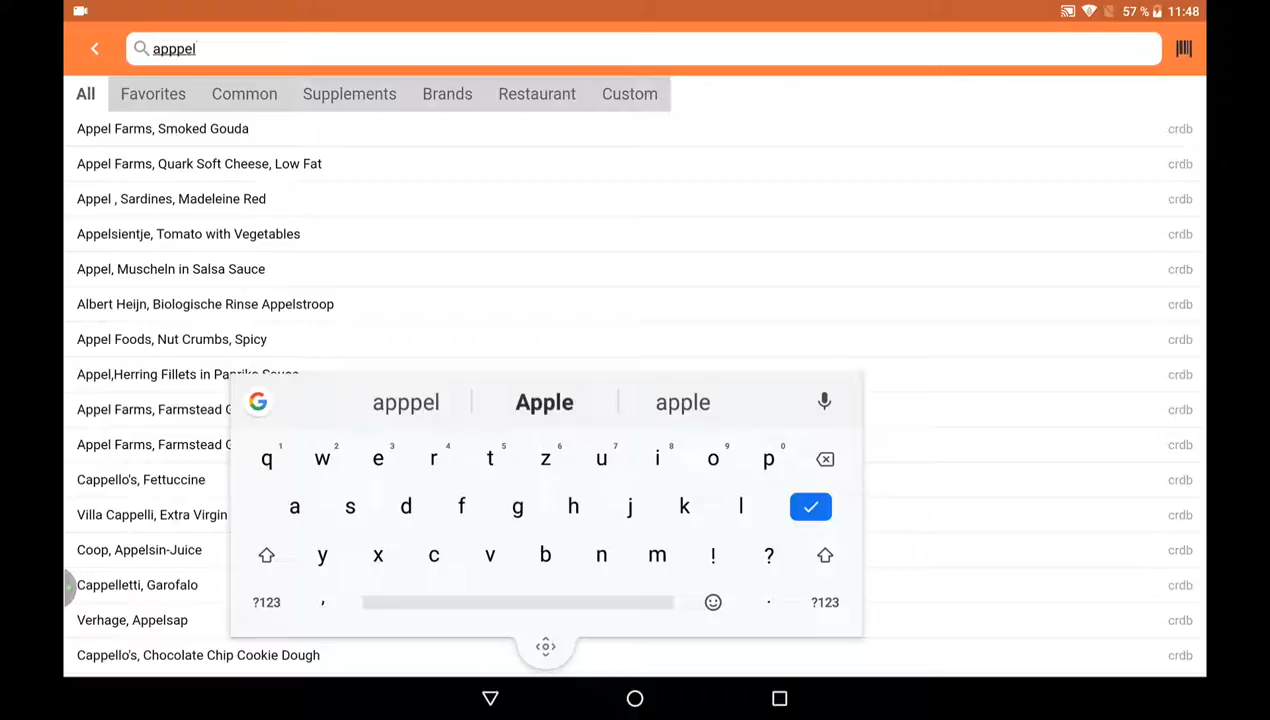 57 % 11:48
apppel
All Favorites Common Supplements Brands Restaurant Custom
Appel Farms, Smoked Gouda crdb
Appel Farms, Quark Soft Cheese, Low Fat crdb
Appel , Sardines, Madeleine Red crdb
Appelsientje, Tomato with Vegetables crdb
Appel, Muscheln in Salsa Sauce crdb
Albert Heijn, Biologische Rinse Appelstroop crdb
Appel Foods, Nut Crumbs, Spicy crdb
Appel,Herring Fillets in Paprika Sauce crdb
Appel Farms, Farmstead G crdb
Appel Farms, Farmstead G crdb
Cappello's, Fettuccine crdb
Villa Cappelli, Extra Virgin crdb
Coop, Appelsin-Juice crdb
Cappelletti, Garofalo crdb
Verhage, Appelsap crdb
Cappello's, Chocolate Chip Cookie Dough crdb
G apppel Apple apple
1 2 3 4 5 6 7 8 9 0
q w e r t z u i o p
a s d f g h j k l
y x c v b n m ! ?
?123 , . ?123